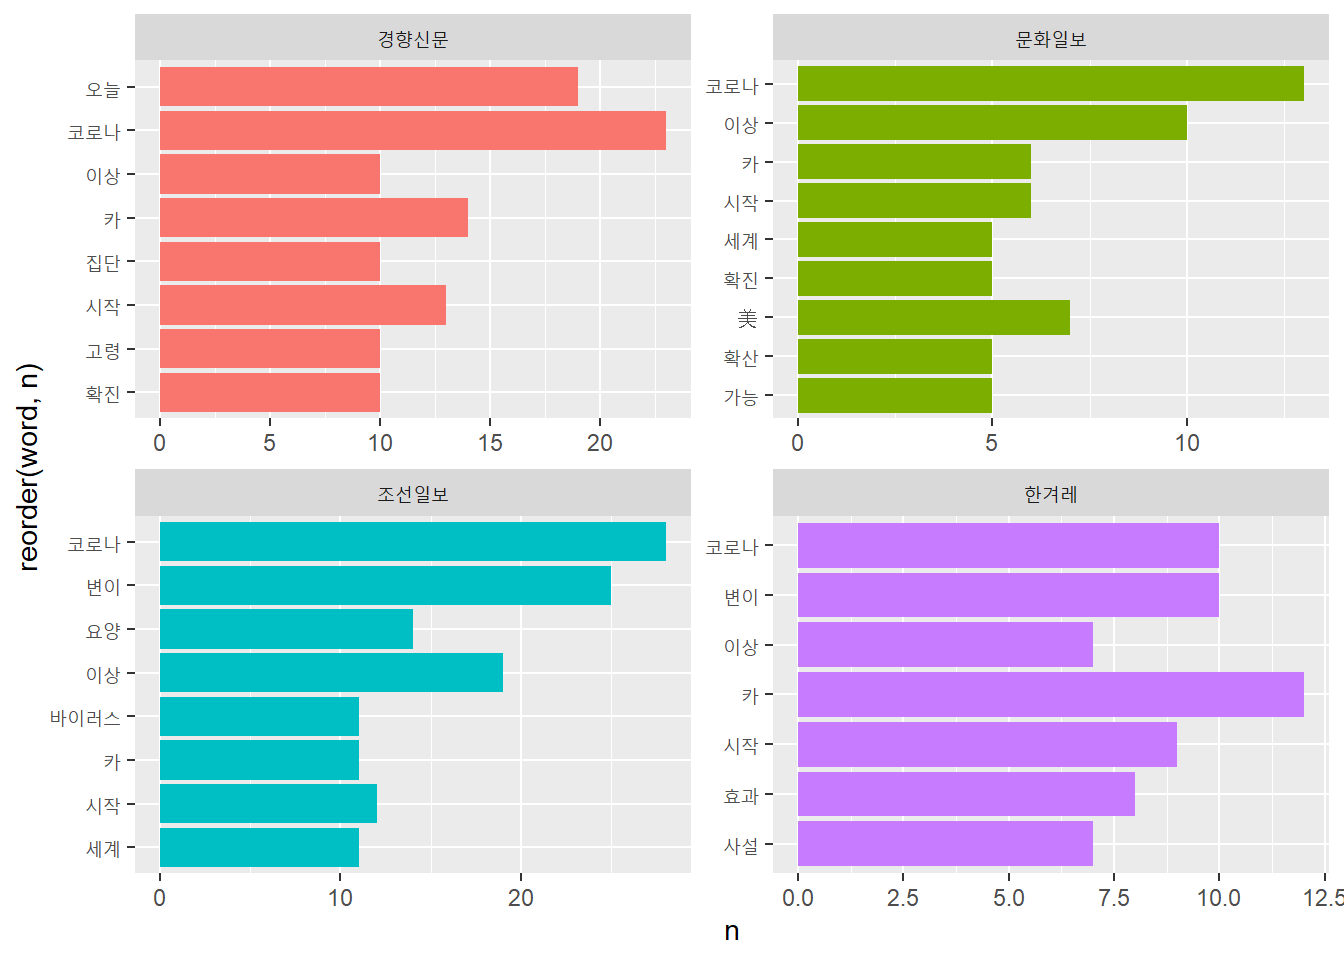 경향신문
오늘
코로나
이상
카
집단
시작
고령
확진
0 5 10 15 20
문화일보
코로나
이상
카
시작
세계
확진
美
확산
가능
0 5 10
조선일보
코로나
변이
요양
이상
바이러스
카
시작
세계
0 10 20
한겨레
코로나
변이
이상
카
시작
효과
사설
0.0 2.5 5.0 7.5 10.0 12.5
reorder(word, n)
n